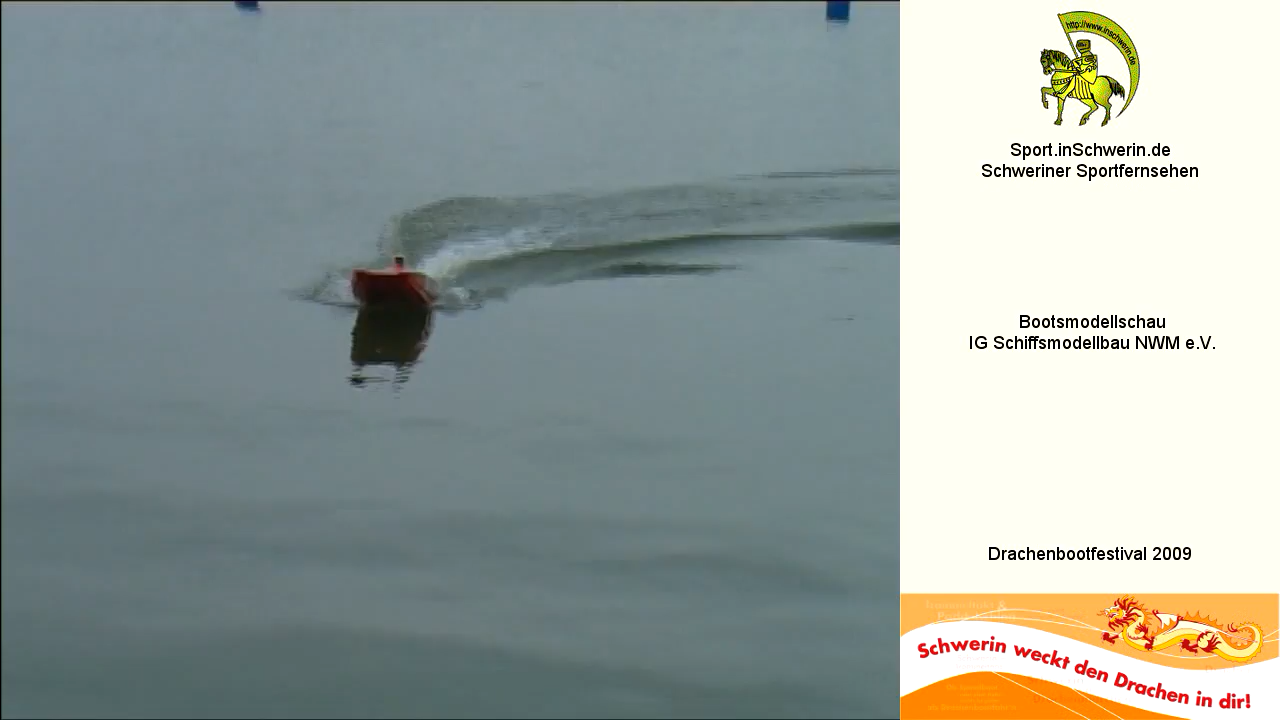 http://www.inschwerin.de
Sport.inSchwerin.de
Schweriner Sportfernsehen
Bootsmodellschau
IG Schiffsmodellbau NWM e.V.
Drachenbootfestival 2009
Schwerin weckt den Drachen in dir!